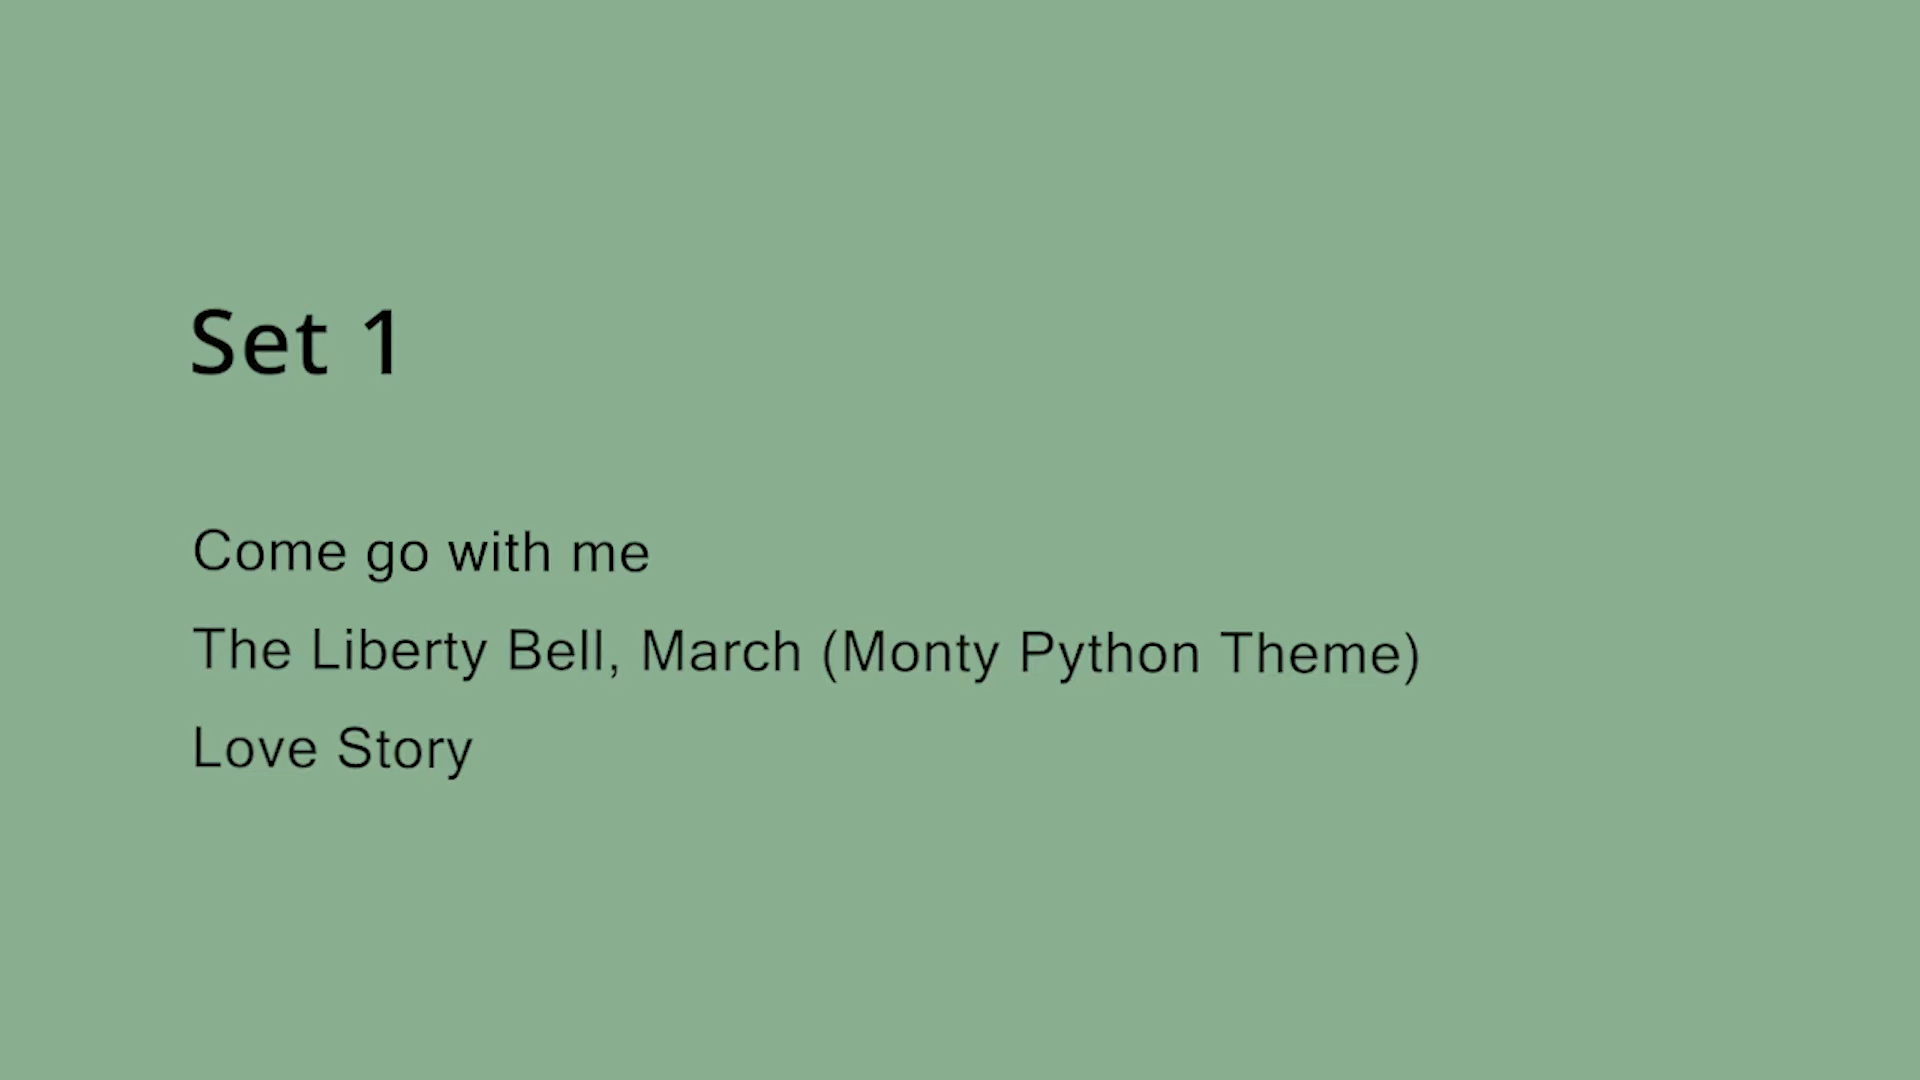 Set 1
Come go with me
The Liberty Bell, March (Monty Python Theme)
Love Story